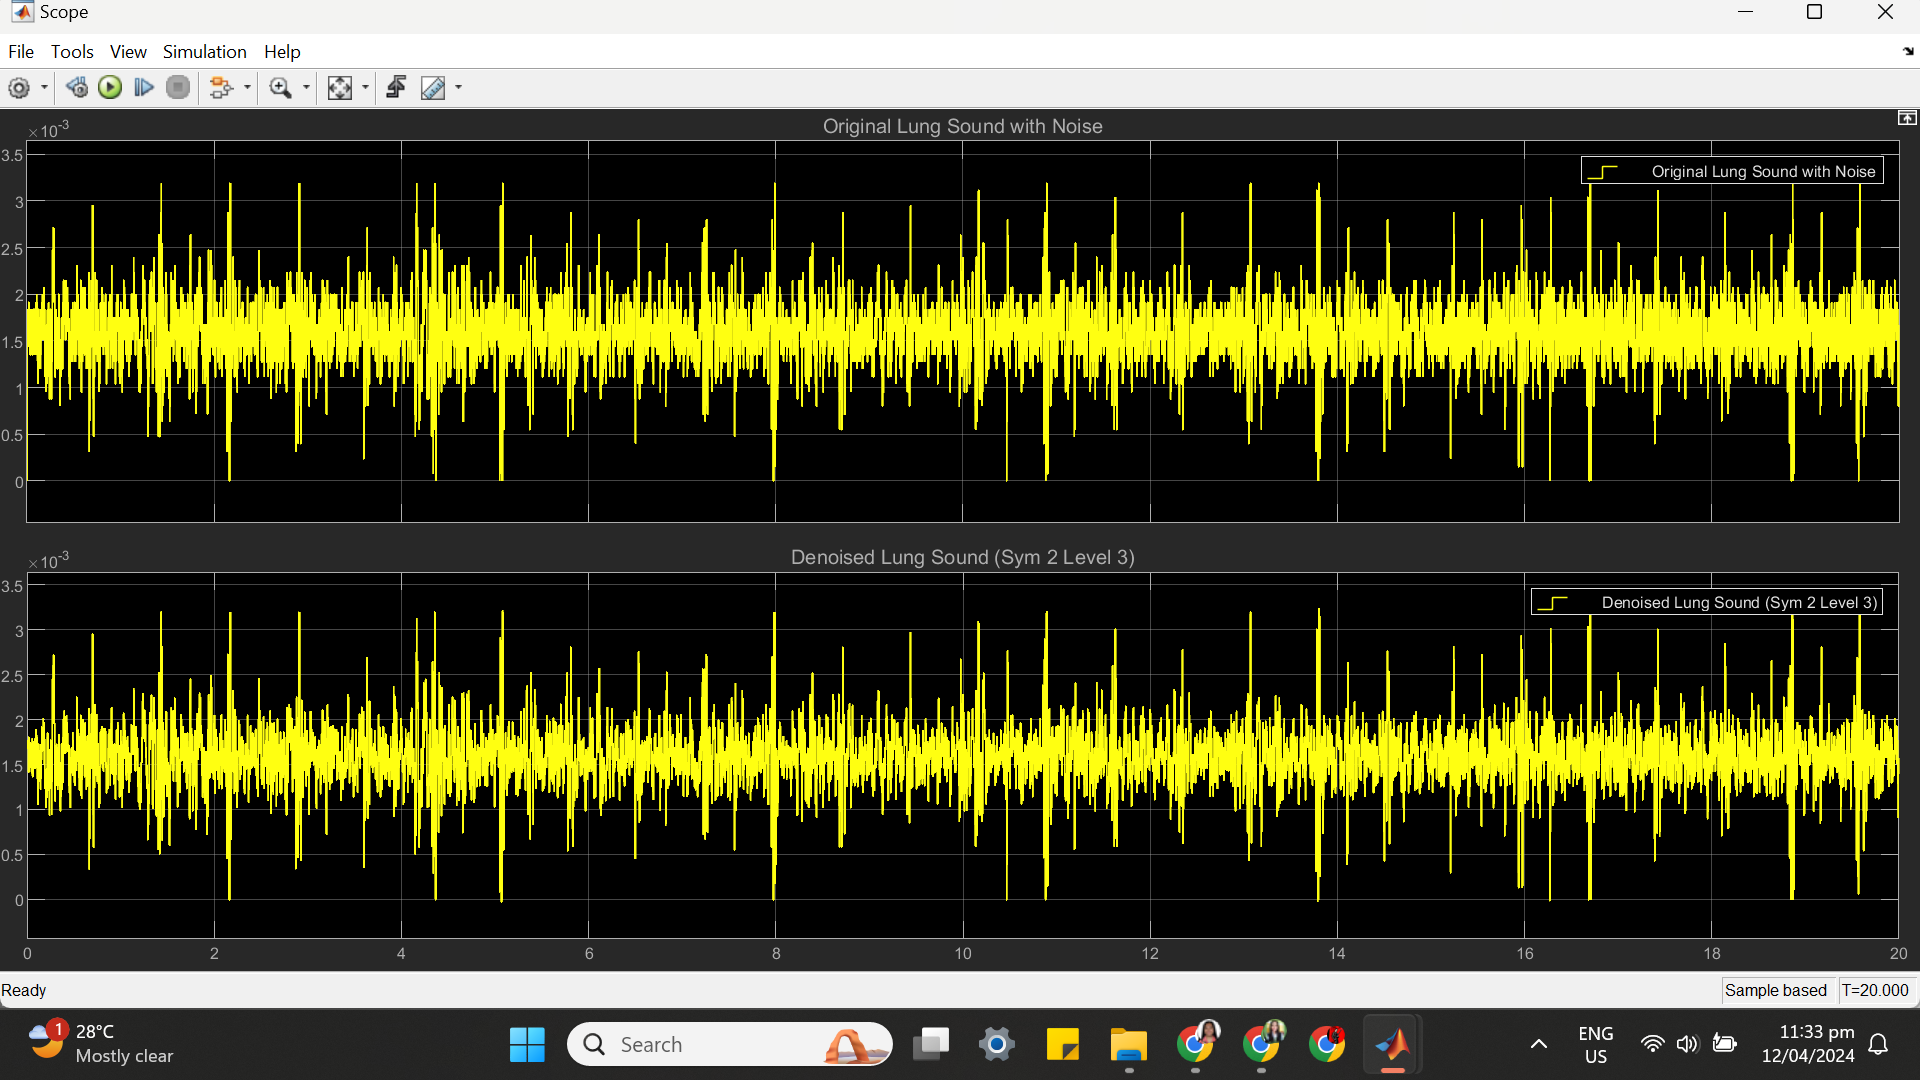 Scope
File Tools View Simulation Help
×10⁻³
Original Lung Sound with Noise
Original Lung Sound with Noise
3.5
3
2.5
2
1.5
1
0.5
0
×10⁻³
Denoised Lung Sound (Sym 2 Level 3)
Denoised Lung Sound (Sym 2 Level 3)
3.5
3
2.5
2
1.5
1
0.5
0
0 2 4 6 8 10 12 14 16 18 20
Ready
Sample based T=20.000
1
28°C
Mostly clear
Search
ENG
US
11:33 pm
12/04/2024